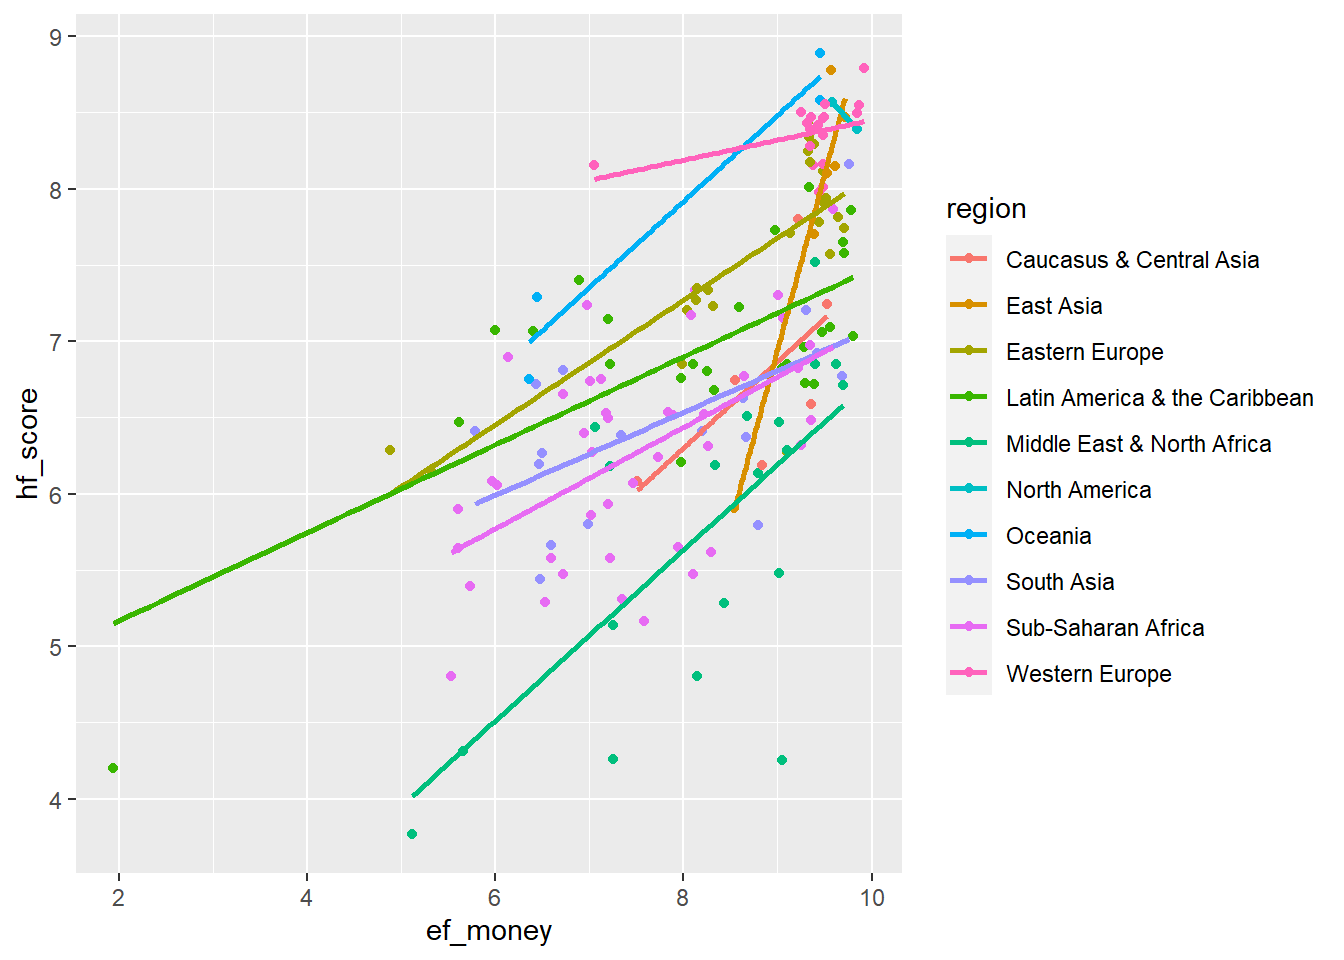 9
8
7
6
5
4
hf_score
2 4 6 8 10
ef_money
region
Caucasus & Central Asia
East Asia
Eastern Europe
Latin America & the Caribbean
Middle East & North Africa
North America
Oceania
South Asia
Sub-Saharan Africa
Western Europe